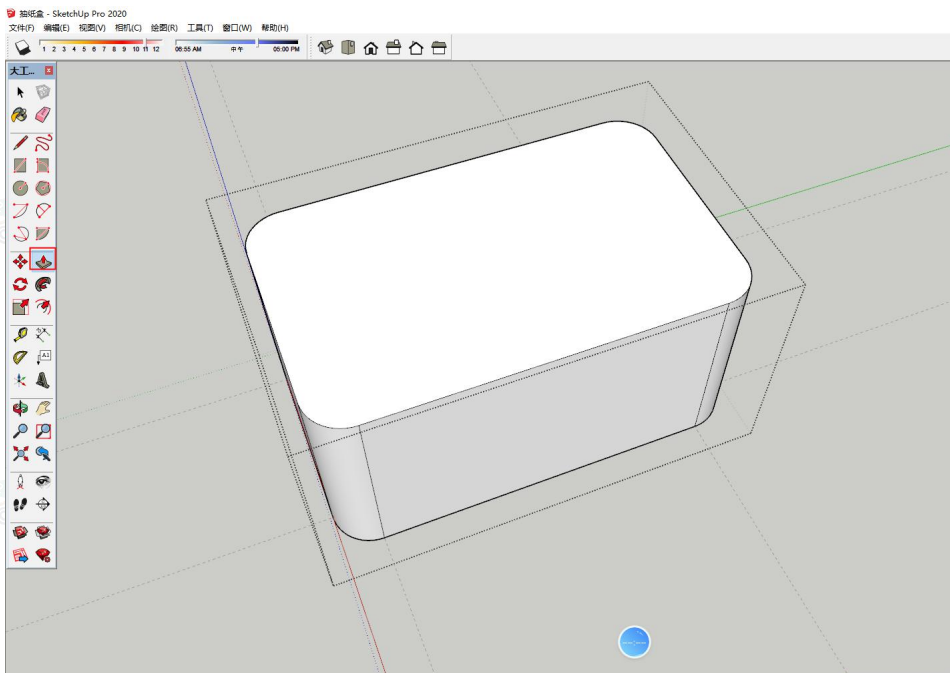 抽纸盒 - SketchUp Pro 2020
文件(F) 编辑(E) 视图(V) 相机(C) 绘图(R) 工具(T) 窗口(W) 帮助(H)
1 2 3 4 5 6 7 8 9 10 11 12 06:55 AM 中午 05:00 PM
大工...
A1